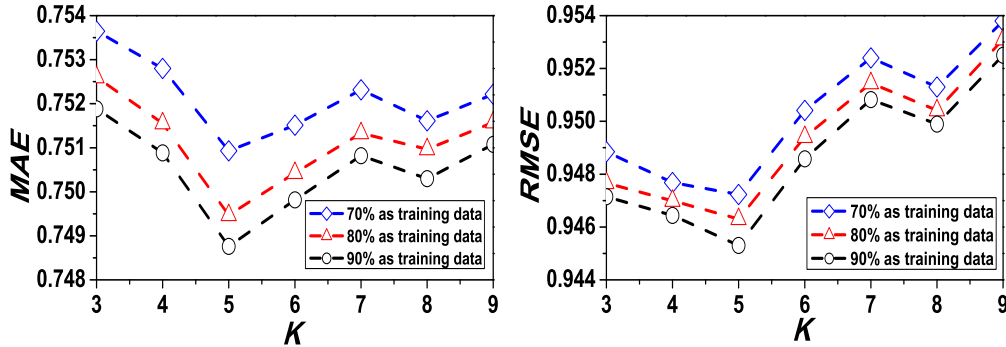 0.754
0.753
0.752
0.751
0.750
0.749
0.748
MAE
3 4 5 6 7 8 9
K
70% as training data
80% as training data
90% as training data
0.954
0.952
0.950
0.948
0.946
0.944
RMSE
3 4 5 6 7 8 9
K
70% as training data
80% as training data
90% as training data